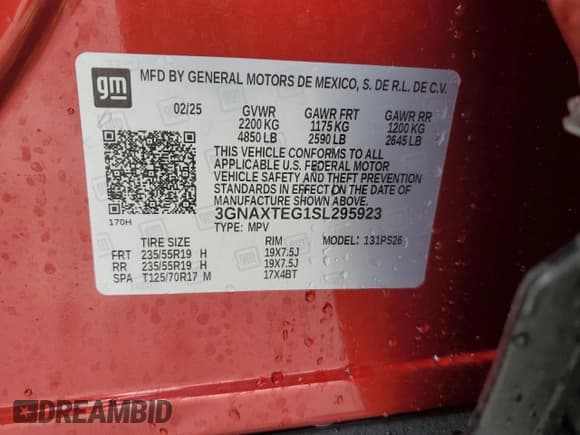 gm
MFD BY GENERAL MOTORS DE MEXICO, S. DE R.L. DE C.V.
02/25 GVWR GAWR FRT GAWR RR
2200 KG 1175 KG 1200 KG
4850 LB 2590 LB 2645 LB
THIS VEHICLE CONFORMS TO ALL
APPLICABLE U.S. FEDERAL MOTOR
VEHICLE SAFETY AND THEFT PREVENTION
STANDARDS IN EFFECT ON THE DATE OF
MANUFACTURE.
3GNAXTEG1SL295923
170H
TYPE: MPV MODEL: 131PS26
TIRE SIZE RIM
FRT 235/55R19 H 19X7.5J
RR 235/55R19 H 19X7.5J
SPA T125/70R17 M 17X4BT
DREAMBID